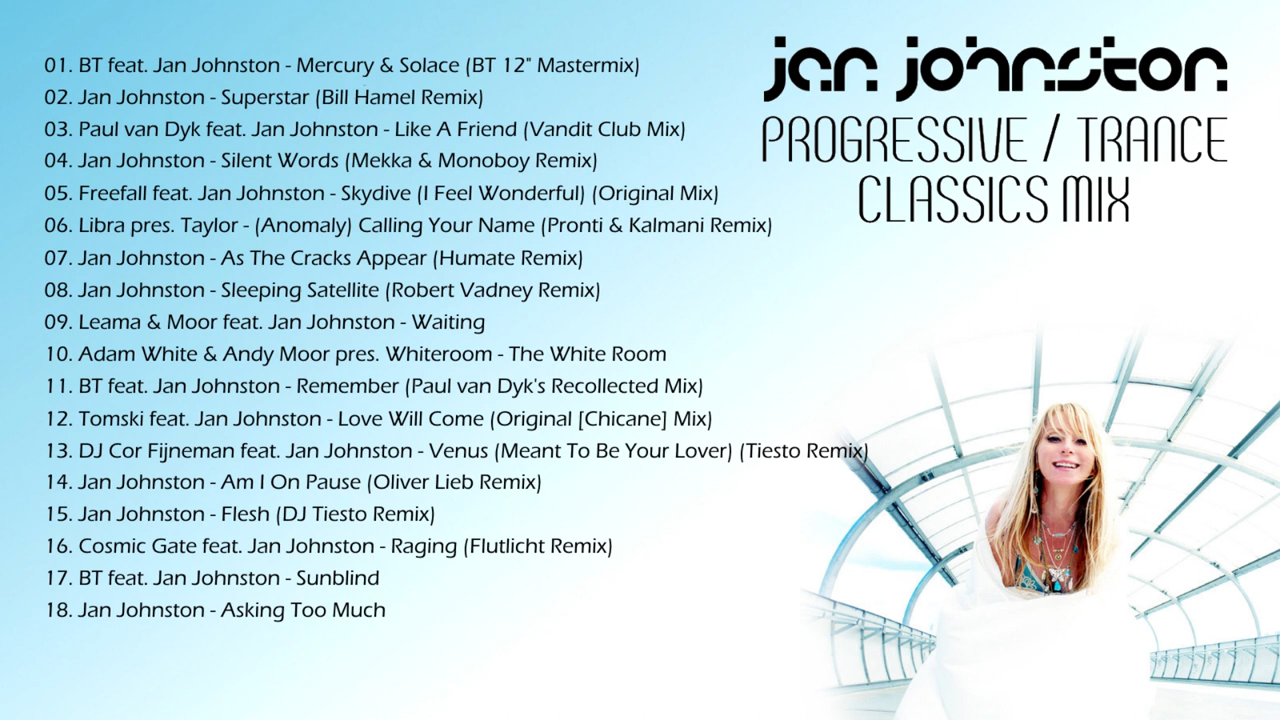 01. BT feat. Jan Johnston - Mercury & Solace (BT 12" Mastermix)
02. Jan Johnston - Superstar (Bill Hamel Remix)
03. Paul van Dyk feat. Jan Johnston - Like A Friend (Vandit Club Mix)
04. Jan Johnston - Silent Words (Mekka & Monoboy Remix)
05. Freefall feat. Jan Johnston - Skydive (I Feel Wonderful) (Original Mix)
06. Libra pres. Taylor - (Anomaly) Calling Your Name (Pronti & Kalmani Remix)
07. Jan Johnston - As The Cracks Appear (Humate Remix)
08. Jan Johnston - Sleeping Satellite (Robert Vadney Remix)
09. Leama & Moor feat. Jan Johnston - Waiting
10. Adam White & Andy Moor pres. Whiteroom - The White Room
11. BT feat. Jan Johnston - Remember (Paul van Dyk's Recollected Mix)
12. Tomski feat. Jan Johnston - Love Will Come (Original [Chicane] Mix)
13. DJ Cor Fijneman feat. Jan Johnston - Venus (Meant To Be Your Lover) (Tiesto Remix)
14. Jan Johnston - Am I On Pause (Oliver Lieb Remix)
15. Jan Johnston - Flesh (DJ Tiesto Remix)
16. Cosmic Gate feat. Jan Johnston - Raging (Flutlicht Remix)
17. BT feat. Jan Johnston - Sunblind
18. Jan Johnston - Asking Too Much
jan johnston
PROGRESSIVE / TRANCE
CLASSICS MIX